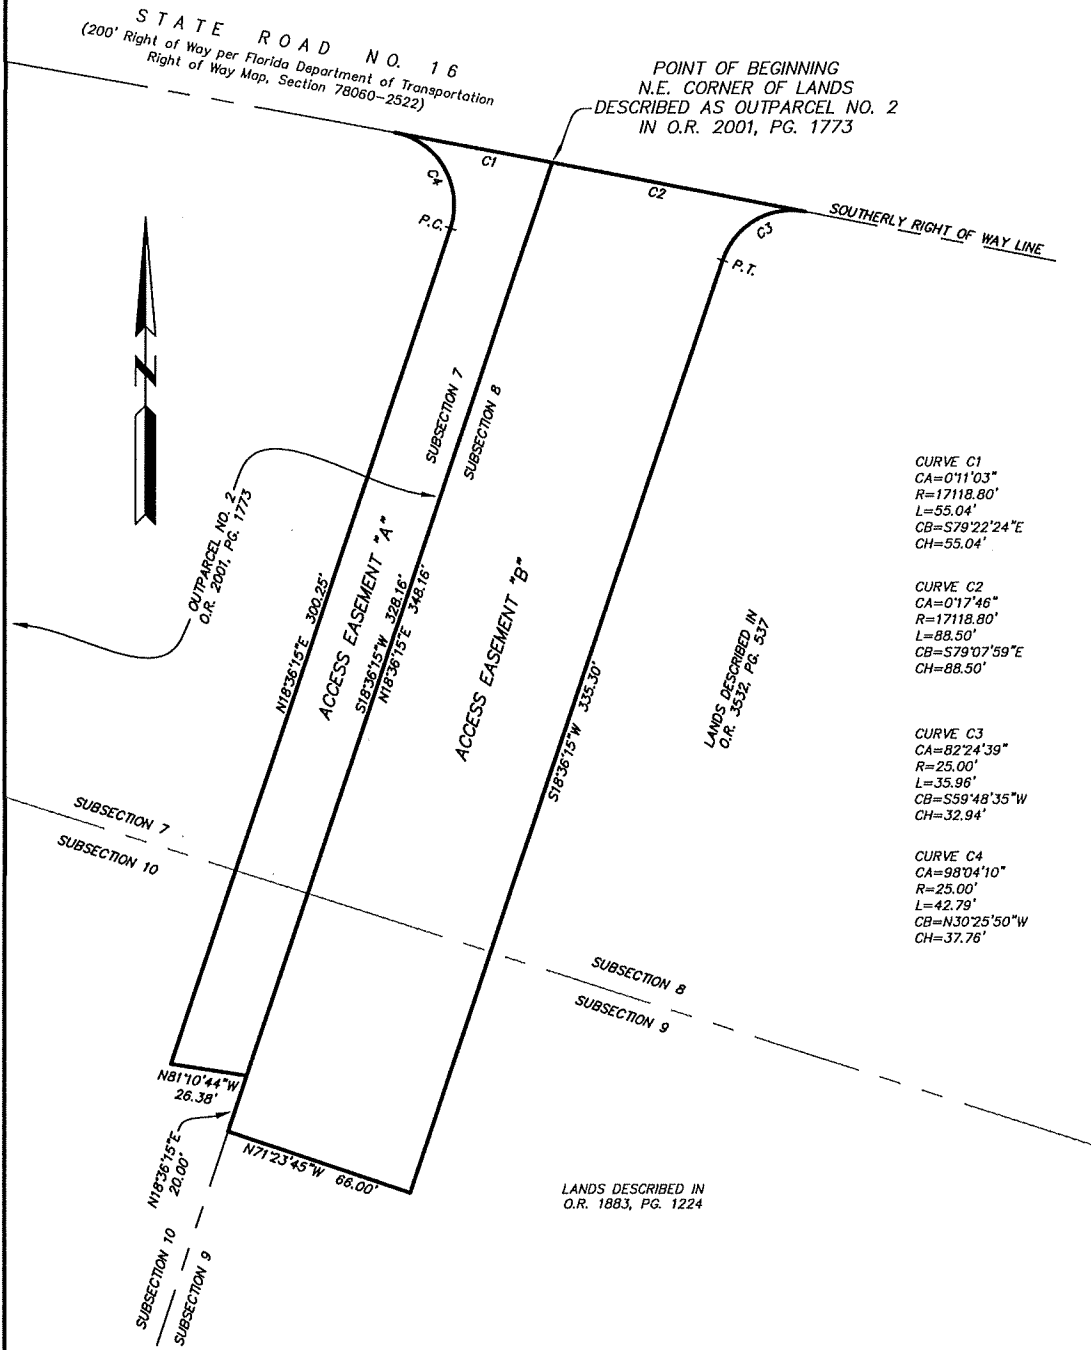 STATE ROAD NO. 16
(200' Right of Way per Florida Department of Transportation
Right of Way Map, Section 78060-2522)
POINT OF BEGINNING
N.E. CORNER OF LANDS
DESCRIBED AS OUTPARCEL NO. 2
IN O.R. 2001, PG. 1773
C1
C2
C4
C3
P.C.
P.T.
SOUTHERLY RIGHT OF WAY LINE
N
SUBSECTION 7
SUBSECTION 8
OUTPARCEL NO. 2
O.R. 2001, PG. 1773
N18°36'15"E 300.25'
ACCESS EASEMENT "A"
S18°36'15"W 328.16'
N18°36'15"E 348.16'
ACCESS EASEMENT "B"
S18°36'15"W 335.30'
LANDS DESCRIBED IN
O.R. 3532, PG. 537
CURVE C1
CA=0°11'03"
R=17118.80'
L=55.04'
CB=S79°22'24"E
CH=55.04'
CURVE C2
CA=0°17'46"
R=17118.80'
L=88.50'
CB=S79°07'59"E
CH=88.50'
CURVE C3
CA=82°24'39"
R=25.00'
L=35.96'
CB=S59°48'35"W
CH=32.94'
CURVE C4
CA=98°04'10"
R=25.00'
L=42.79'
CB=N30°25'50"W
CH=37.76'
SUBSECTION 7
SUBSECTION 10
SUBSECTION 8
SUBSECTION 9
N81°10'44"W
26.38'
N18°36'15"E
20.00'
N71°23'45"W 66.00'
LANDS DESCRIBED IN
O.R. 1883, PG. 1224
SUBSECTION 10
SUBSECTION 9